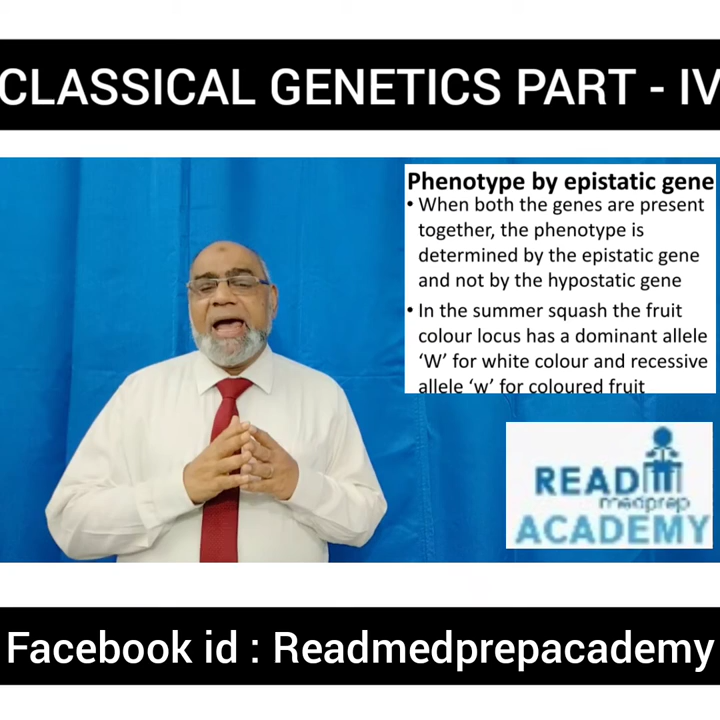 CLASSICAL GENETICS PART - IV
Phenotype by epistatic gene
• When both the genes are present
together, the phenotype is
determined by the epistatic gene
and not by the hypostatic gene
• In the summer squash the fruit
colour locus has a dominant allele
‘W’ for white colour and recessive
allele ‘w’ for coloured fruit
READ
medprep
ACADEMY
Facebook id : Readmedprepacademy